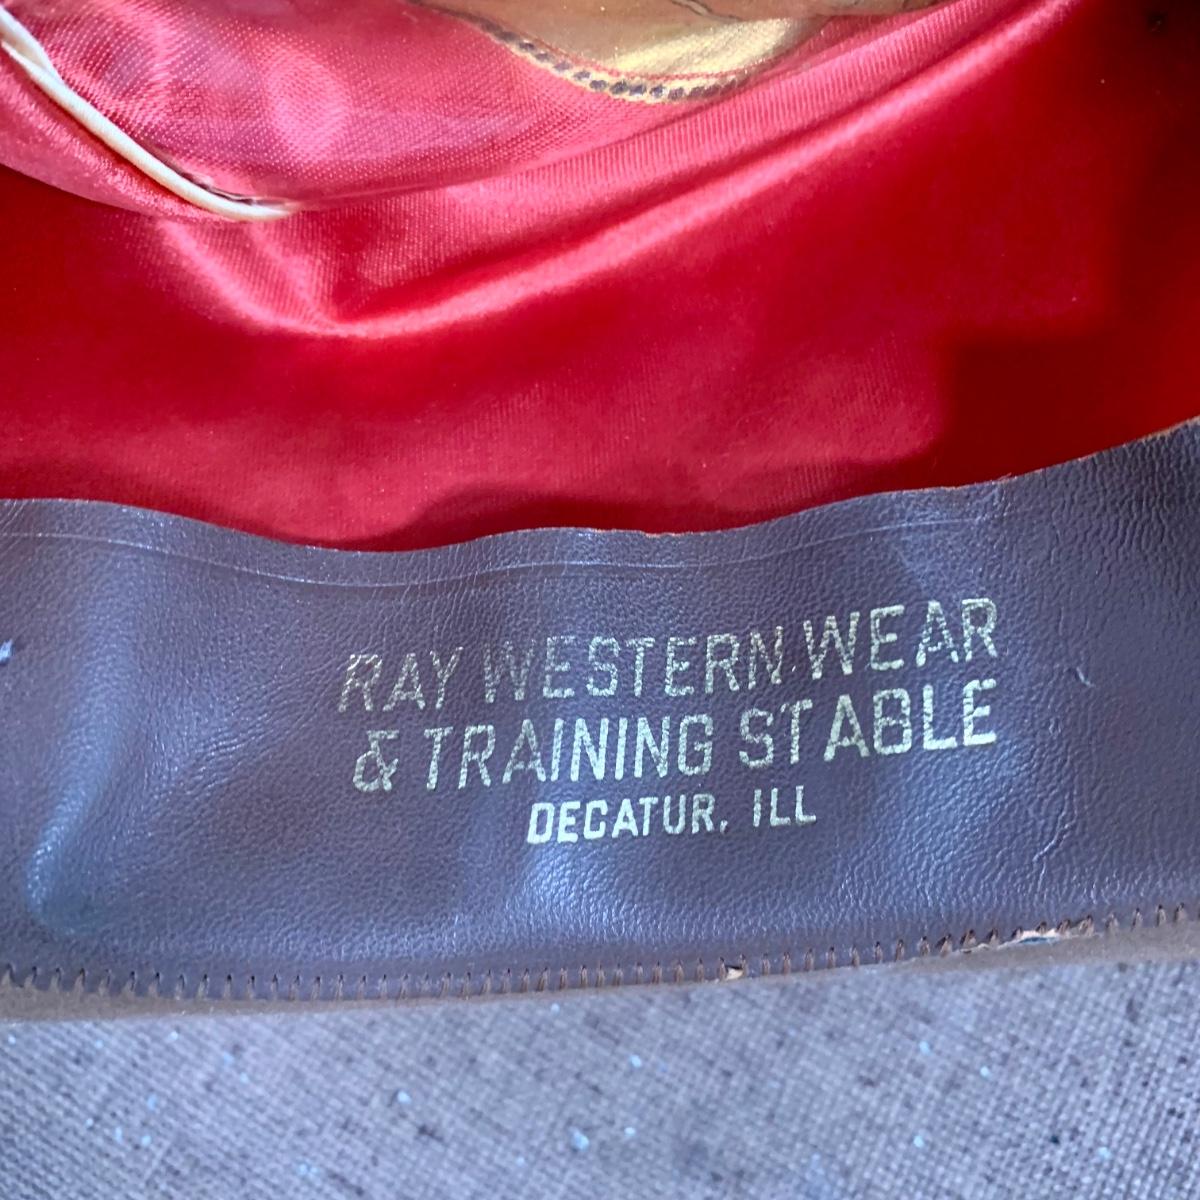 RAY WESTERN WEAR
& TRAINING STABLE
DECATUR, ILL